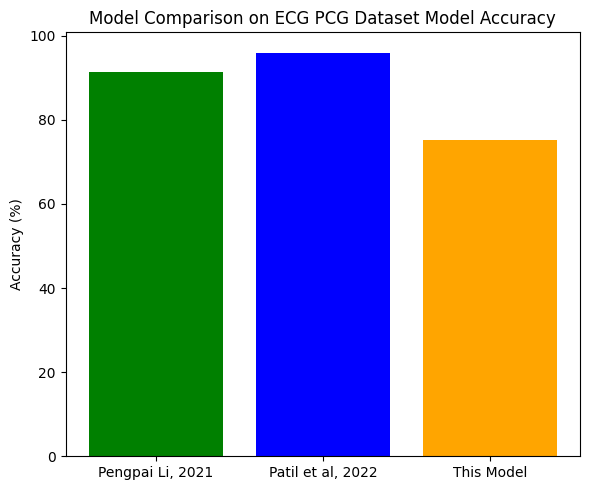 Model Comparison on ECG PCG Dataset Model Accuracy
100
80
60
40
20
0
Accuracy (%)
Pengpai Li, 2021
Patil et al, 2022
This Model